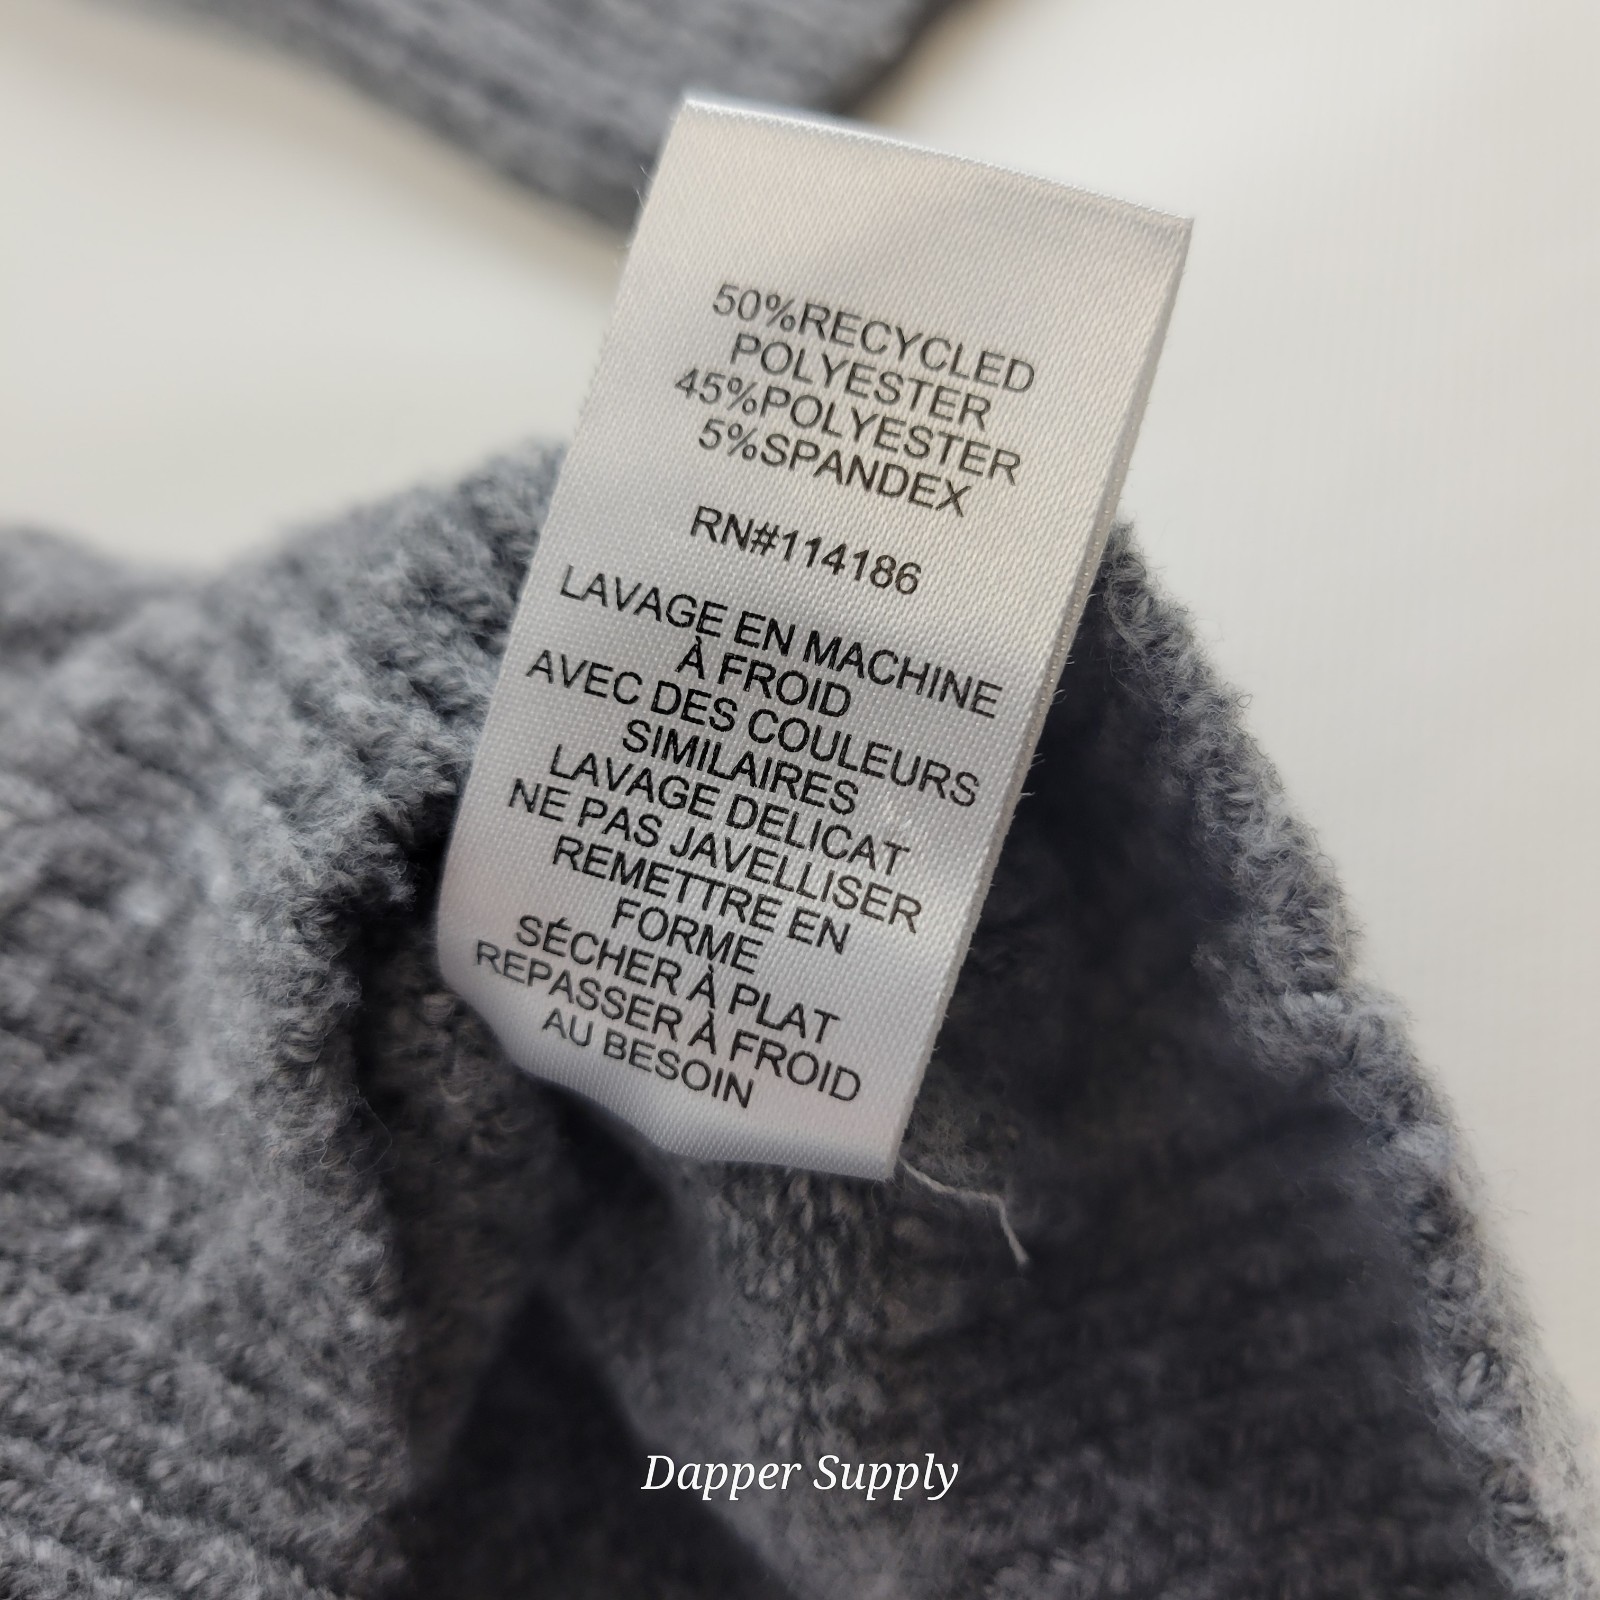 50%RECYCLED
POLYESTER
45%POLYESTER
5%SPANDEX
RN#114186
LAVAGE EN MACHINE
À FROID
AVEC DES COULEURS
SIMILAIRES
LAVAGE DELICAT
NE PAS JAVELLISER
REMETTRE EN
FORME
SÉCHER À PLAT
REPASSER À FROID
AU BESOIN
Dapper Supply